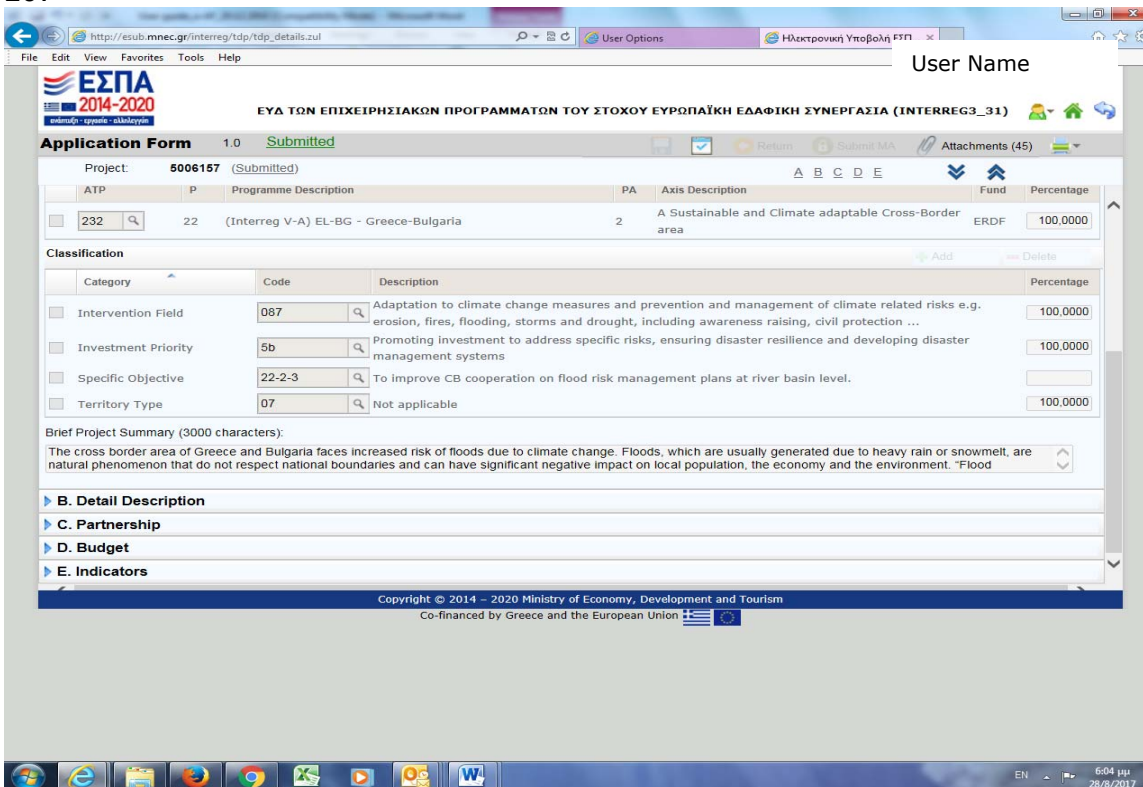 http://esub.mnec.gr/interreg/tdp/tdp_details.zul
User Options
Ηλεκτρονική Υποβολή ΕΣΠ...
File Edit View Favorites Tools Help
User Name
ΕΣΠΑ
2014-2020
ανάπτυξη - εργασία - αλληλεγγύη
ΕΥΔ ΤΩΝ ΕΠΙΧΕΙΡΗΣΙΑΚΩΝ ΠΡΟΓΡΑΜΜΑΤΩΝ ΤΟΥ ΣΤΟΧΟΥ ΕΥΡΩΠΑΪΚΗ ΕΔΑΦΙΚΗ ΣΥΝΕΡΓΑΣΙΑ (INTERREG3_31)
Application Form 1.0 Submitted Return Submit MA Attachments (45)
Project: 5006157 (Submitted) A B C D E
ATP P Programme Description PA Axis Description Fund Percentage
232 22 (Interreg V-A) EL-BG - Greece-Bulgaria 2 A Sustainable and Climate adaptable Cross-Border area ERDF 100,0000
Classification Add Delete
Category Code Description Percentage
Intervention Field 087 Adaptation to climate change measures and prevention and management of climate related risks e.g. erosion, fires, flooding, storms and drought, including awareness raising, civil protection ... 100,0000
Investment Priority 5b Promoting investment to address specific risks, ensuring disaster resilience and developing disaster management systems 100,0000
Specific Objective 22-2-3 To improve CB cooperation on flood risk management plans at river basin level.
Territory Type 07 Not applicable 100,0000
Brief Project Summary (3000 characters):
The cross border area of Greece and Bulgaria faces increased risk of floods due to climate change. Floods, which are usually generated due to heavy rain or snowmelt, are
natural phenomenon that do not respect national boundaries and can have significant negative impact on local population, the economy and the environment. "Flood
B. Detail Description
C. Partnership
D. Budget
E. Indicators
Copyright © 2014 – 2020 Ministry of Economy, Development and Tourism
Co-financed by Greece and the European Union
EN 6:04 μμ
28/8/2017